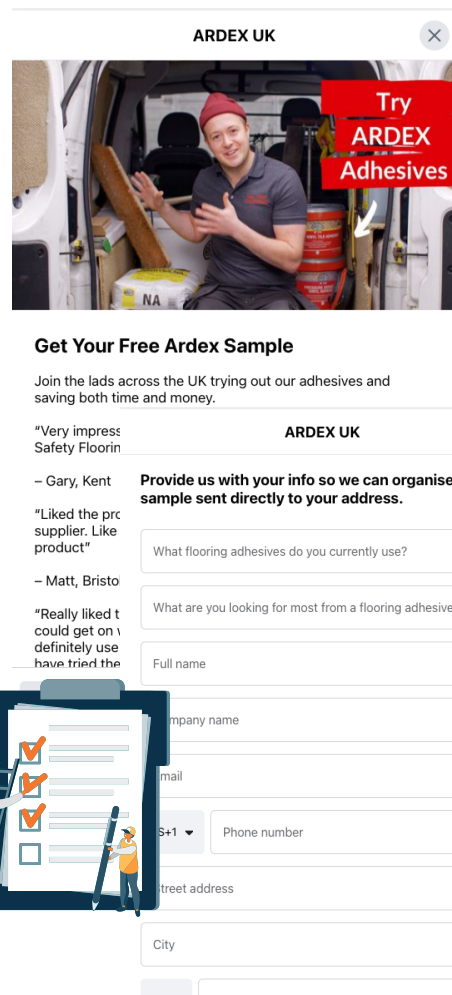 ARDEX UK
Try
ARDEX
Adhesives
NA
Get Your Free Ardex Sample
Join the lads across the UK trying out our adhesives and
saving both time and money.
“Very impress
Safety Floorin
– Gary, Kent
“Liked the pro
supplier. Like
product”
– Matt, Bristol
“Really liked t
could get on
definitely use
have tried the
ARDEX UK
Provide us with your info so we can organise
sample sent directly to your address.
What flooring adhesives do you currently use?
What are you looking for most from a flooring adhesive
Full name
mpany name
mail
S+1
Phone number
Street address
City